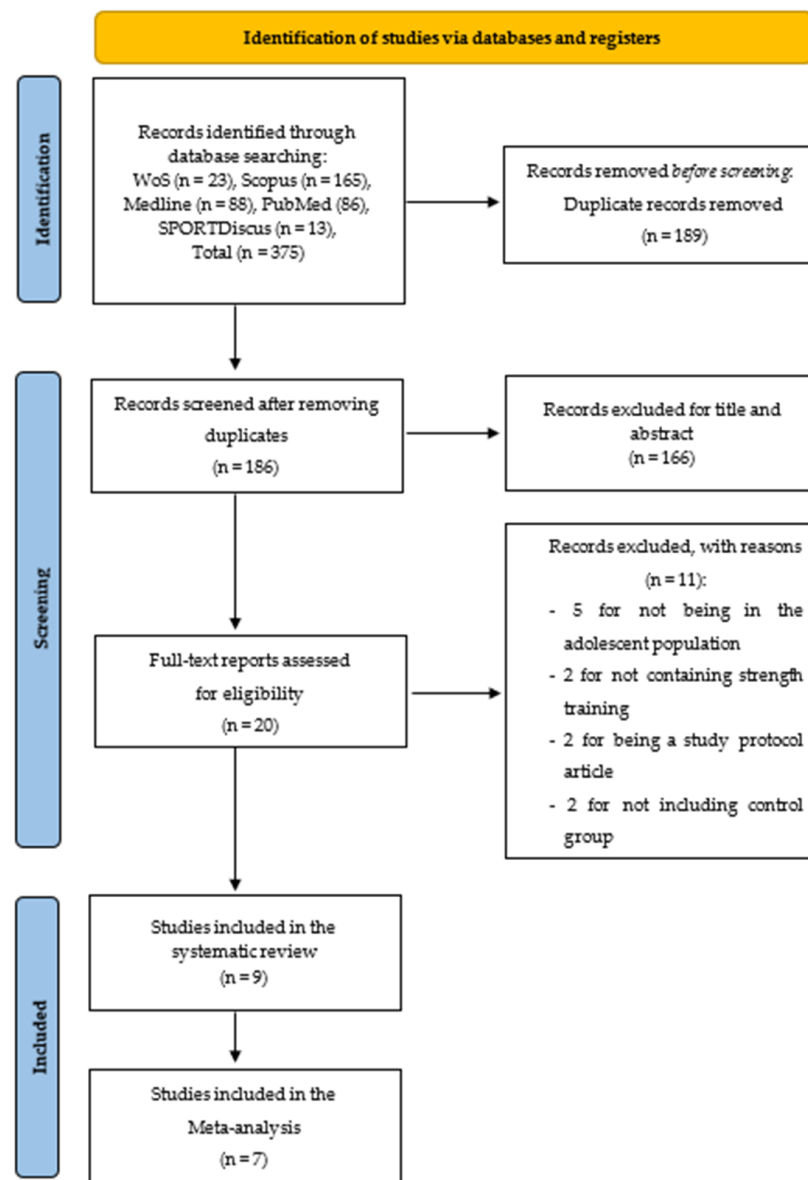 Identification of studies via databases and registers
Identification
Records identified through
database searching:
WoS (n = 23), Scopus (n = 165),
Medline (n = 88), PubMed (86),
SPORTDiscus (n = 13),
Total (n = 375)
Records removed before screening:
Duplicate records removed
(n = 189)
Screening
Records screened after removing
duplicates
(n = 186)
Records excluded for title and
abstract
(n = 166)
Full-text reports assessed
for eligibility
(n = 20)
Records excluded, with reasons
(n = 11):
- 5 for not being in the
adolescent population
- 2 for not containing strength
training
- 2 for being a study protocol
article
- 2 for not including control
group
Included
Studies included in the
systematic review
(n = 9)
Studies included in the
Meta-analysis
(n = 7)